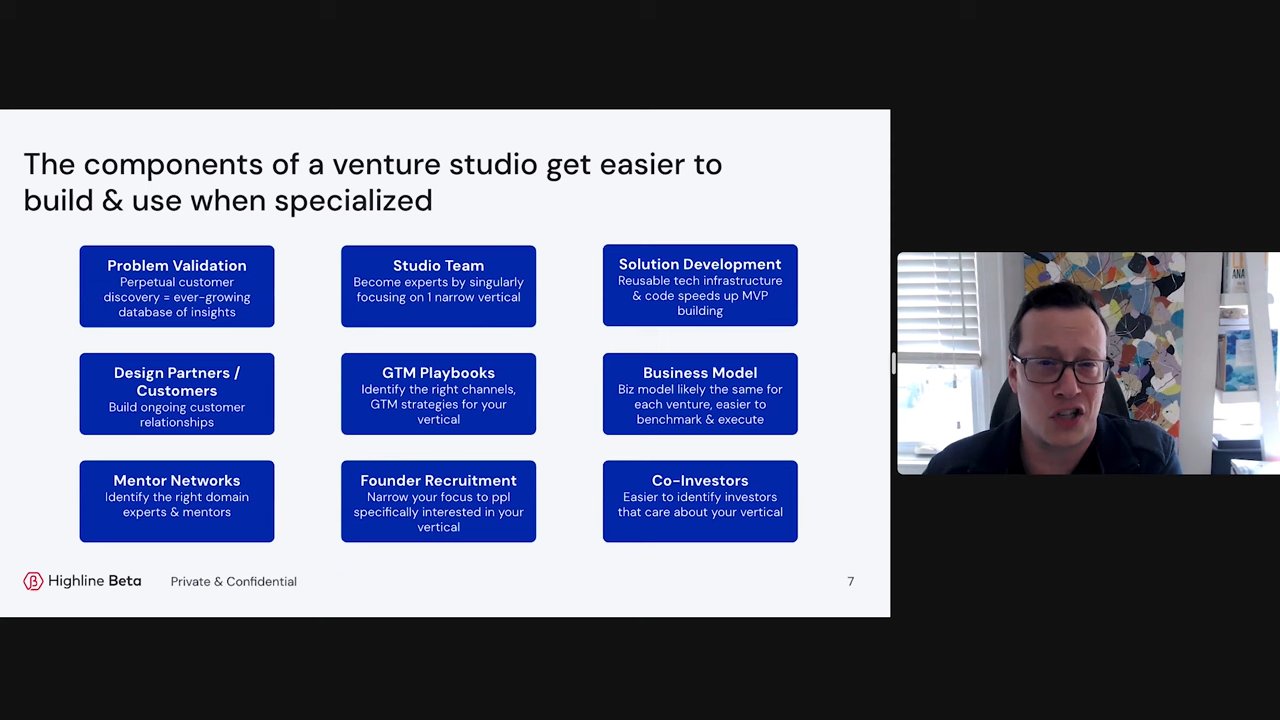 The components of a venture studio get easier to
build & use when specialized
Problem Validation
Perpetual customer
discovery = ever-growing
database of insights
Studio Team
Become experts by singularly
focusing on 1 narrow vertical
Solution Development
Reusable tech infrastructure
& code speeds up MVP
building
Design Partners /
Customers
Build ongoing customer
relationships
GTM Playbooks
Identify the right channels,
GTM strategies for your
vertical
Business Model
Biz model likely the same for
each venture, easier to
benchmark & execute
Mentor Networks
Identify the right domain
experts & mentors
Founder Recruitment
Narrow your focus to ppl
specifically interested in your
vertical
Co-Investors
Easier to identify investors
that care about your vertical
Highline Beta
Private & Confidential
7
ANA